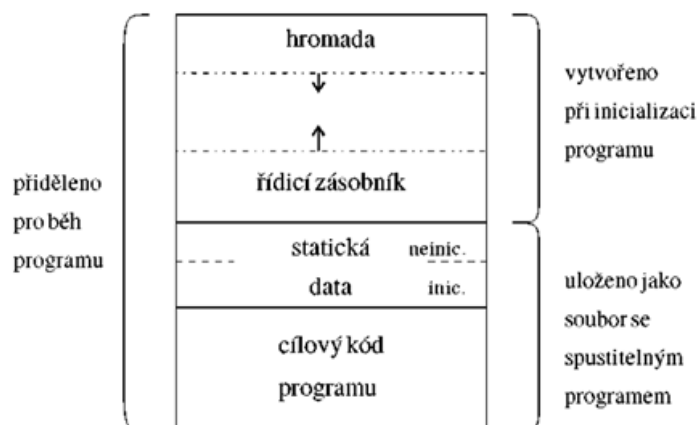 hromada
řídicí zásobník
statická neinic.
data inic.
cílový kód
programu
přiděleno
pro běh
programu
vytvořeno
při inicializaci
programu
uloženo jako
soubor se
spustitelným
programem